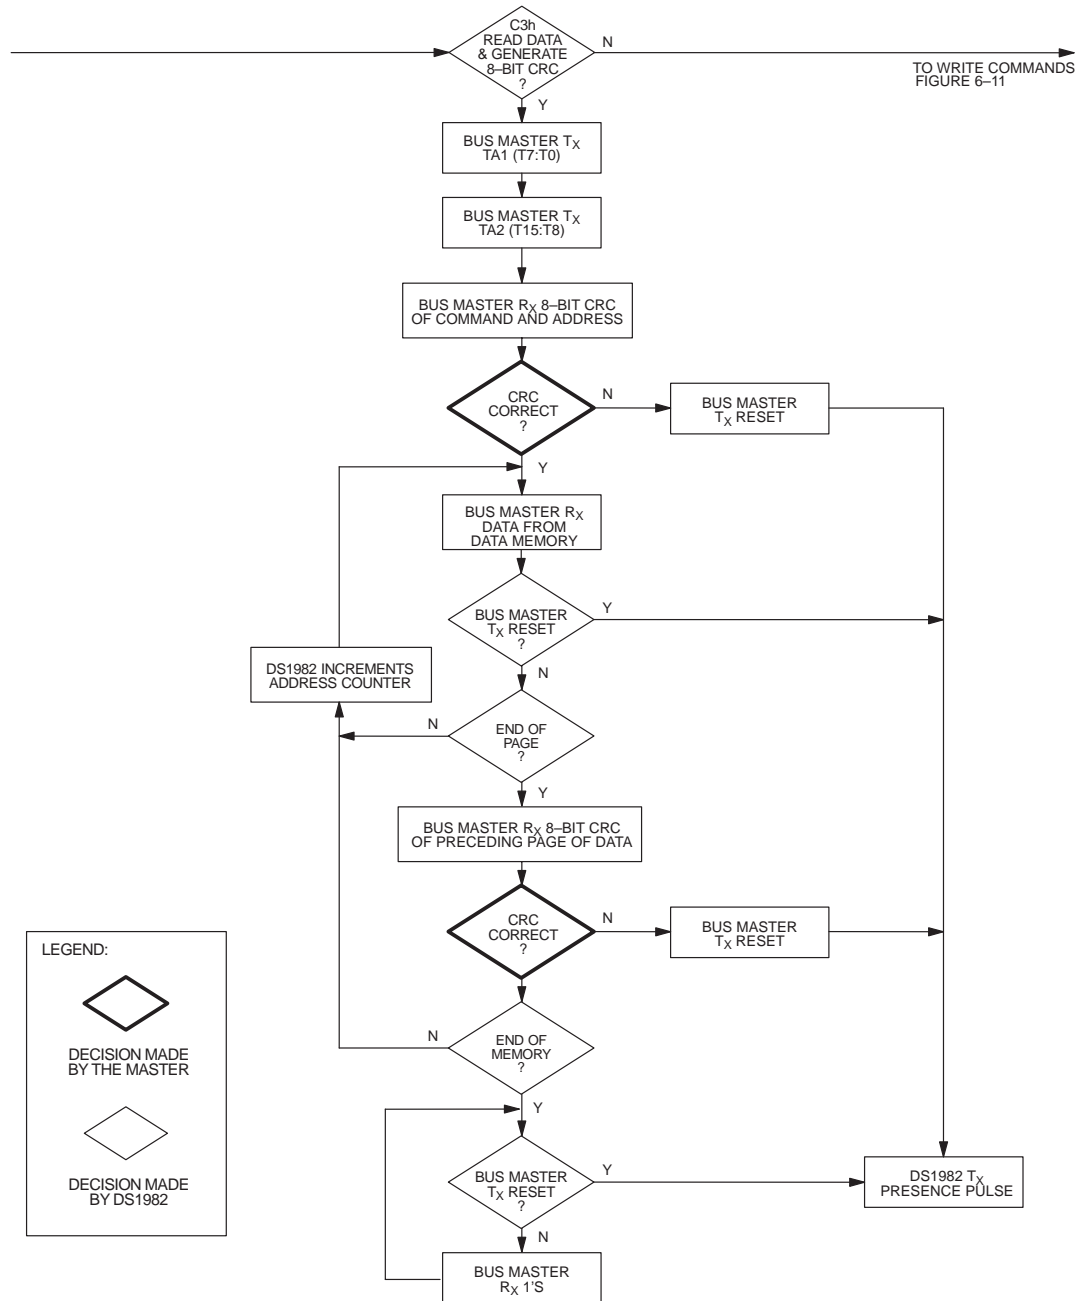 C3h
READ DATA
& GENERATE
8–BIT CRC
?
N
TO WRITE COMMANDS
FIGURE 6–11
Y
BUS MASTER TX
TA1 (T7:T0)
BUS MASTER TX
TA2 (T15:T8)
BUS MASTER RX 8–BIT CRC
OF COMMAND AND ADDRESS
CRC
CORRECT
?
N
BUS MASTER
TX RESET
Y
BUS MASTER RX
DATA FROM
DATA MEMORY
BUS MASTER
TX RESET
?
Y
N
DS1982 INCREMENTS
ADDRESS COUNTER
END OF
PAGE
?
N
Y
BUS MASTER RX 8–BIT CRC
OF PRECEDING PAGE OF DATA
CRC
CORRECT
?
N
BUS MASTER
TX RESET
END OF
MEMORY
?
N
Y
BUS MASTER
TX RESET
?
Y
DS1982 TX
PRESENCE PULSE
N
BUS MASTER
RX 1'S
LEGEND:
DECISION MADE
BY THE MASTER
DECISION MADE
BY DS1982